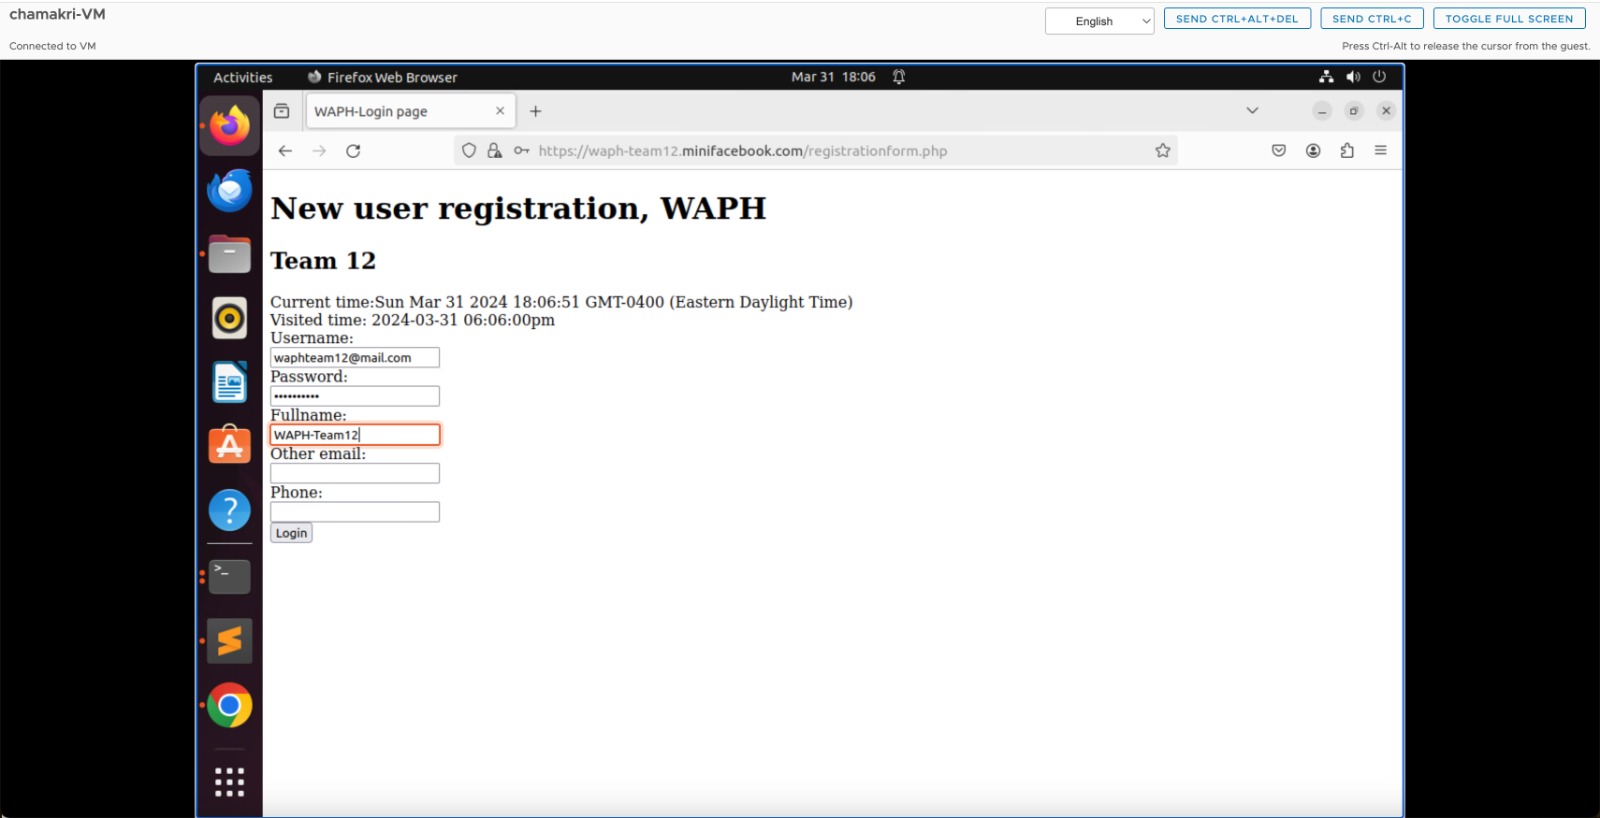 chamakri-VM
English
SEND CTRL+ALT+DEL
SEND CTRL+C
TOGGLE FULL SCREEN
Connected to VM
Press Ctrl-Alt to release the cursor from the guest.
Activities
Firefox Web Browser
Mar 31 18:06
WAPH-Login page
https://waph-team12.minifacebook.com/registrationform.php
New user registration, WAPH
Team 12
Current time:Sun Mar 31 2024 18:06:51 GMT-0400 (Eastern Daylight Time)
Visited time: 2024-03-31 06:06:00pm
Username:
waphteam12@mail.com
Password:
••••••••••
Fullname:
WAPH-Team12
Other email:
Phone:
Login